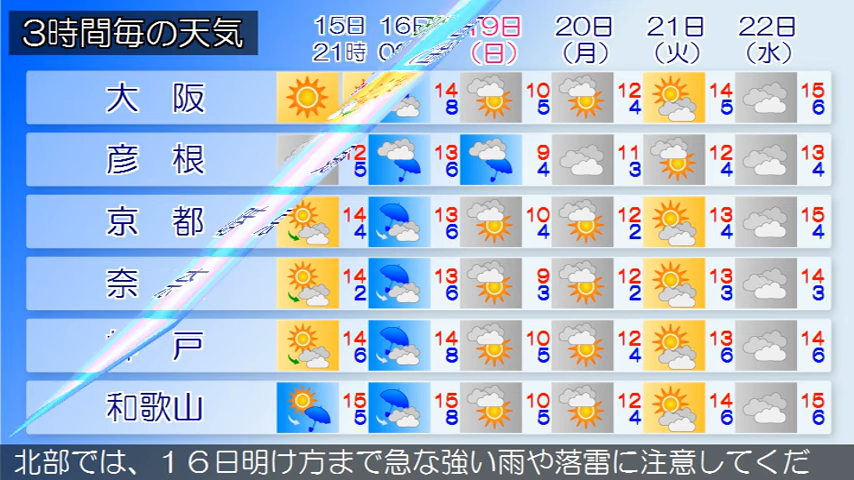 3時間毎の天気
15日 16日 19日 20日 21日 22日
21時 (日) (月) (火) (水)
大阪 14 8 10 5 12 4 14 5 15 6
彦根 12 5 13 6 9 4 11 3 12 4 13 4
京都 14 4 13 6 10 4 12 2 13 4 15 4
奈 14 2 13 6 9 3 12 2 13 3 14 3
戸 14 6 14 8 10 5 12 4 13 6 14 6
和歌山 15 5 15 8 10 5 12 4 14 6 15 6
北部では、16日明け方まで急な強い雨や落雷に注意してくだ